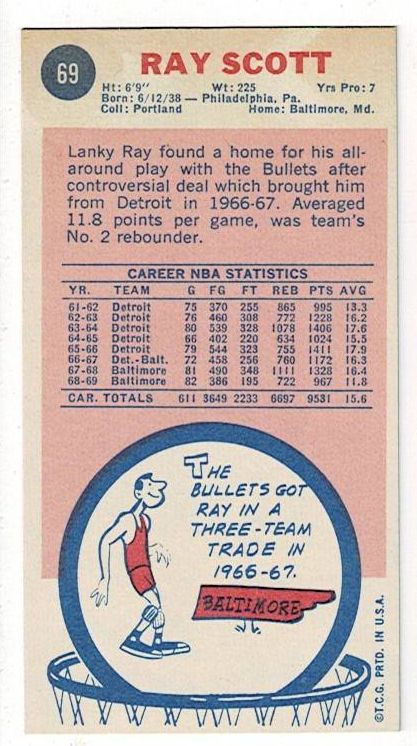 69
RAY SCOTT
Ht: 6'9" Wt: 225 Yrs Pro: 7
Born: 6/12/38 — Philadelphia, Pa.
Coll: Portland Home: Baltimore, Md.
Lanky Ray found a home for his all-
around play with the Bullets after
controversial deal which brought him
from Detroit in 1966-67. Averaged
11.8 points per game, was team's
No. 2 rebounder.
CAREER NBA STATISTICS
YR. TEAM G FG FT REB PTS AVG
61-62 Detroit 75 370 255 865 995 13.3
62-63 Detroit 76 460 308 772 1228 16.2
63-64 Detroit 80 539 328 1078 1406 17.6
64-65 Detroit 66 402 220 634 1024 15.5
65-66 Detroit 79 544 323 755 1411 17.9
66-67 Det.-Balt. 72 458 256 760 1172 16.3
67-68 Baltimore 81 490 348 1111 1328 16.4
68-69 Baltimore 82 386 195 722 967 11.8
CAR. TOTALS 611 3649 2233 6697 9531 15.6
THE
BULLETS GOT
RAY IN A
THREE-TEAM
TRADE IN
1966-67.
BALTIMORE
©T.C.G. PRTD. IN U.S.A.